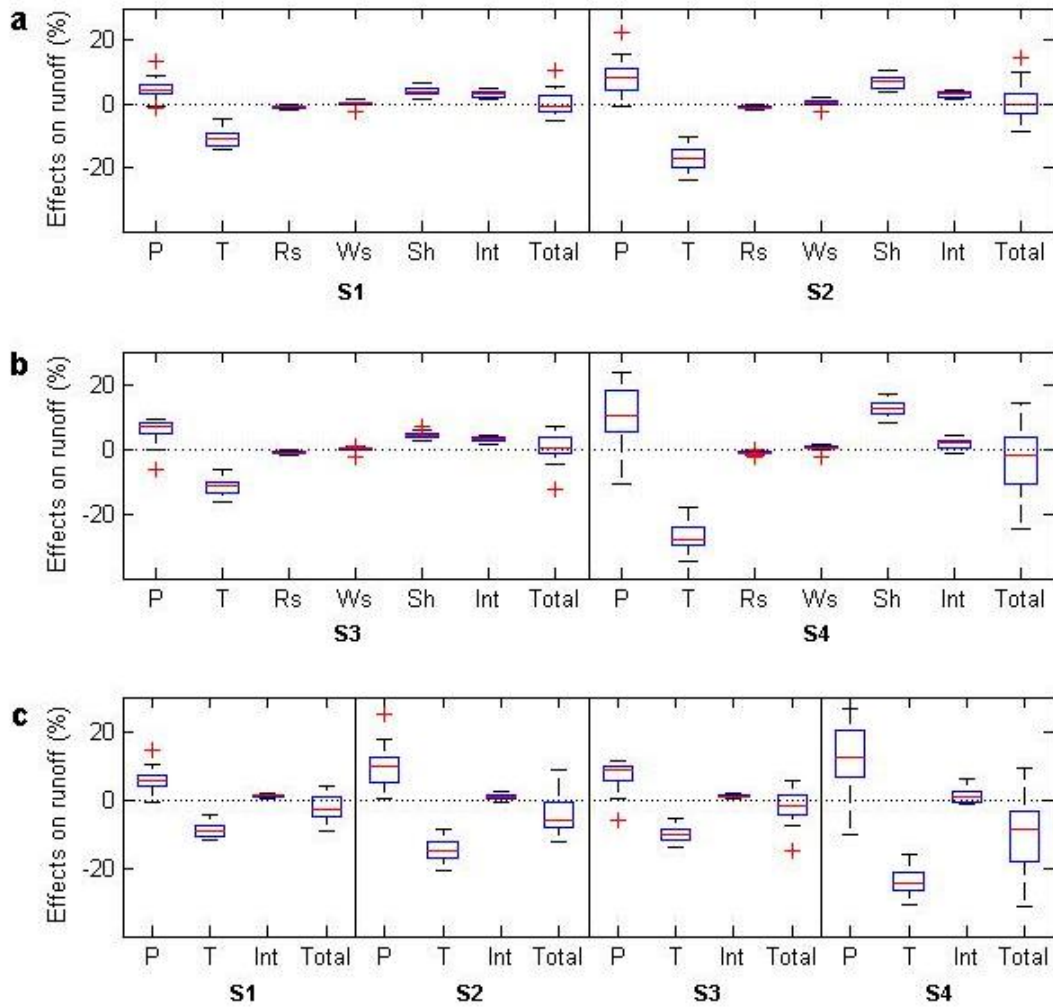 a
Effects on runoff (%)
20
0
-20
P T Rs Ws Sh Int Total P T Rs Ws Sh Int Total
S1 S2
b
Effects on runoff (%)
20
0
-20
P T Rs Ws Sh Int Total P T Rs Ws Sh Int Total
S3 S4
c
Effects on runoff (%)
20
0
-20
P T Int Total P T Int Total P T Int Total P T Int Total
S1 S2 S3 S4